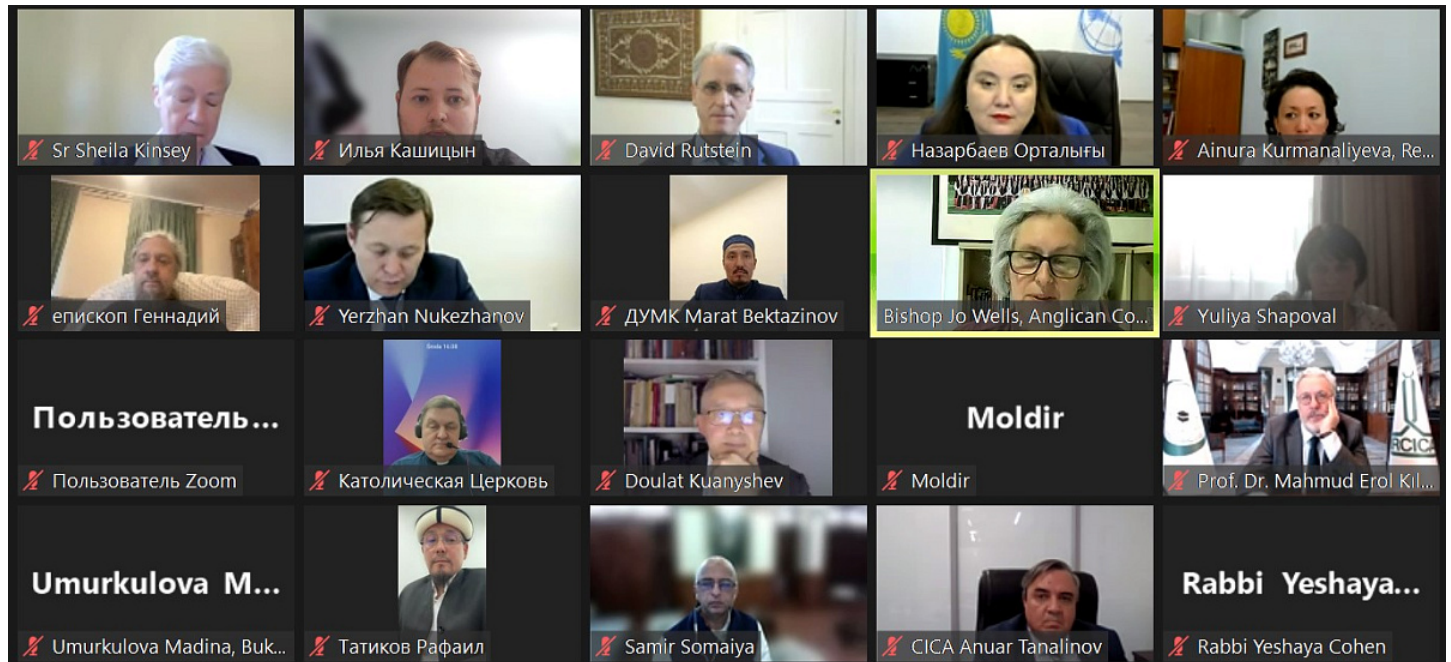 Sr Sheila Kinsey
Илья Кашицын
David Rutstein
Назарбаев Орталығы
Ainura Kurmanaliyeva, Re...
епископ Геннадий
Yerzhan Nukezhanov
ДУМК Marat Bektazinov
Bishop Jo Wells, Anglican Co...
Yuliya Shapoval
Пользователь...
Пользователь Zoom
Католическая Церковь
Doulat Kuanyshev
Moldir
Moldir
RCICA
Prof. Dr. Mahmud Erol Kıl...
Umurkulova M...
Umurkulova Madina, Buk...
Татиков Рафаил
Samir Somaiya
CICA Anuar Tanalinov
Rabbi Yeshaya...
Rabbi Yeshaya Cohen